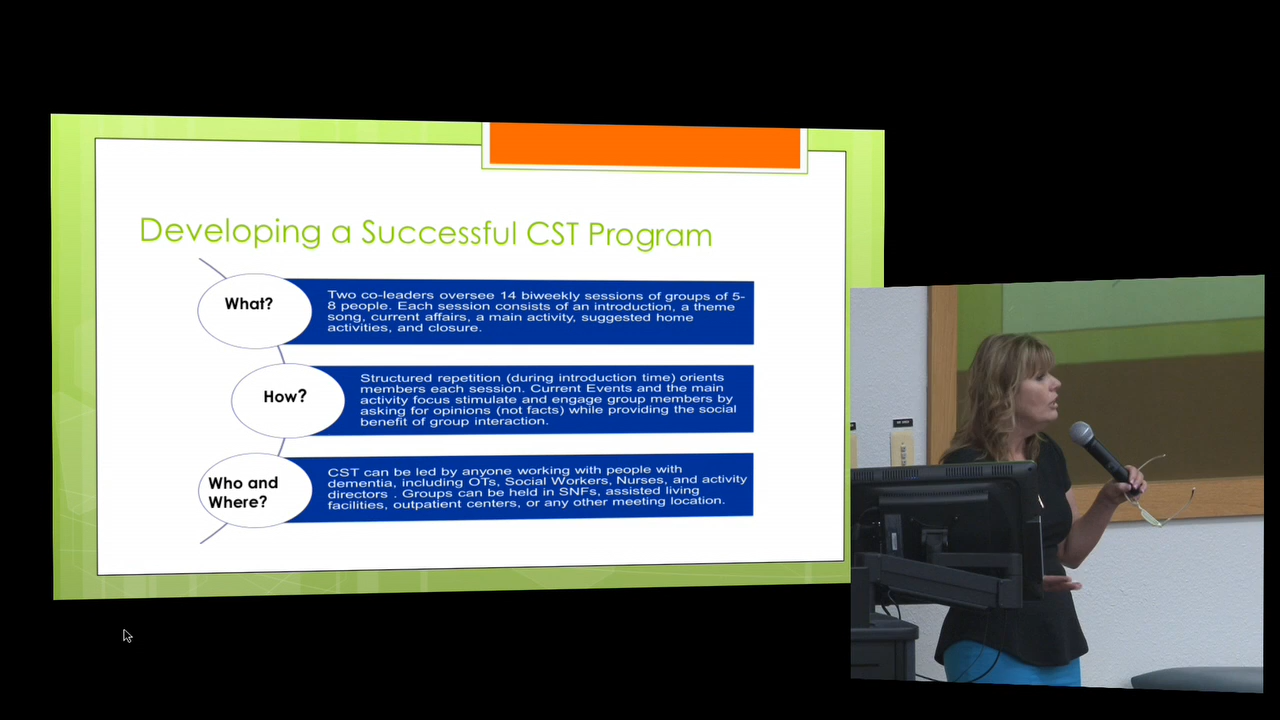 Developing a Successful CST Program
What?
Two co-leaders oversee 14 biweekly sessions of groups of 5-
8 people. Each session consists of an introduction, a theme
song, current affairs, a main activity, suggested home
activities, and closure.
How?
Structured repetition (during introduction time) orients
members each session. Current Events and the main
activity focus stimulate and engage group members by
asking for opinions (not facts) while providing the social
benefit of group interaction.
Who and
Where?
CST can be led by anyone working with people with
dementia, including OTs, Social Workers, Nurses, and activity
directors . Groups can be held in SNFs, assisted living
facilities, outpatient centers, or any other meeting location.